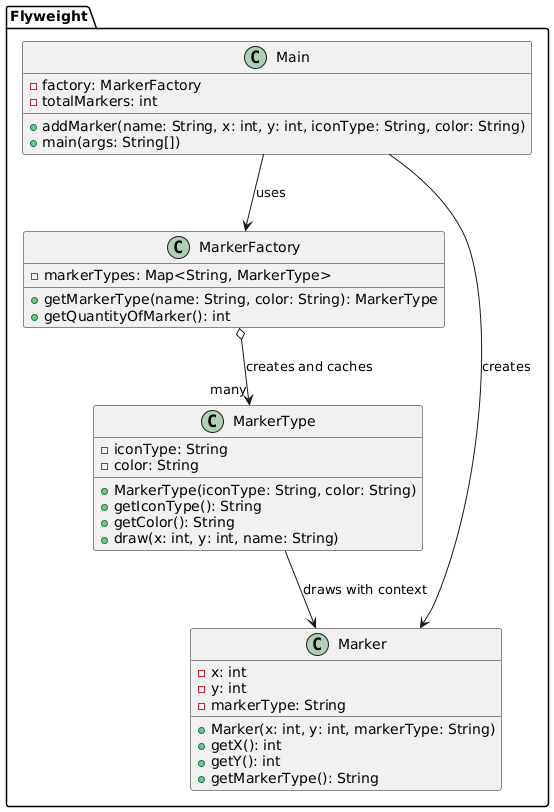 Flyweight
C Main
factory: MarkerFactory
totalMarkers: int
addMarker(name: String, x: int, y: int, iconType: String, color: String)
main(args: String[])
uses
C MarkerFactory
markerTypes: Map<String, MarkerType>
getMarkerType(name: String, color: String): MarkerType
getQuantityOfMarker(): int
creates and caches
creates
many
C MarkerType
iconType: String
color: String
MarkerType(iconType: String, color: String)
getIconType(): String
getColor(): String
draw(x: int, y: int, name: String)
draws with context
C Marker
x: int
y: int
markerType: String
Marker(x: int, y: int, markerType: String)
getX(): int
getY(): int
getMarkerType(): String